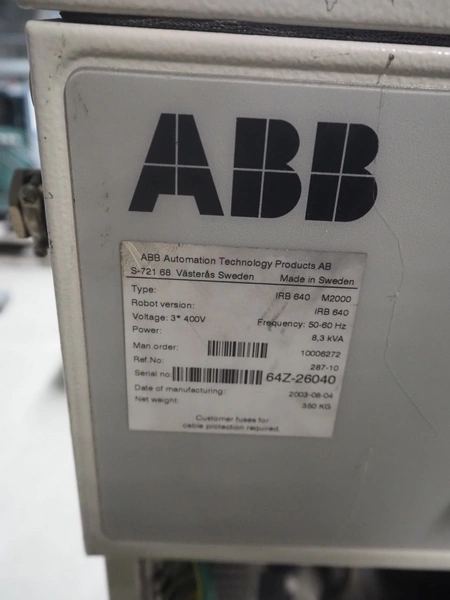 ABB
ABB Automation Technology Products AB
S-721 68 Västerås Sweden Made in Sweden
Type: IRB 640 M2000
Robot version: IRB 640
Voltage: 3* 400V Frequency: 50-60 Hz
Power: 8,3 kVA
Man.order: 10006272
Ref.No: 287-10
Serial no: 64Z-26040
Date of manufacturing: 2003-08-04
Net weight: 350 KG
Customer fuses for
cable protection required.